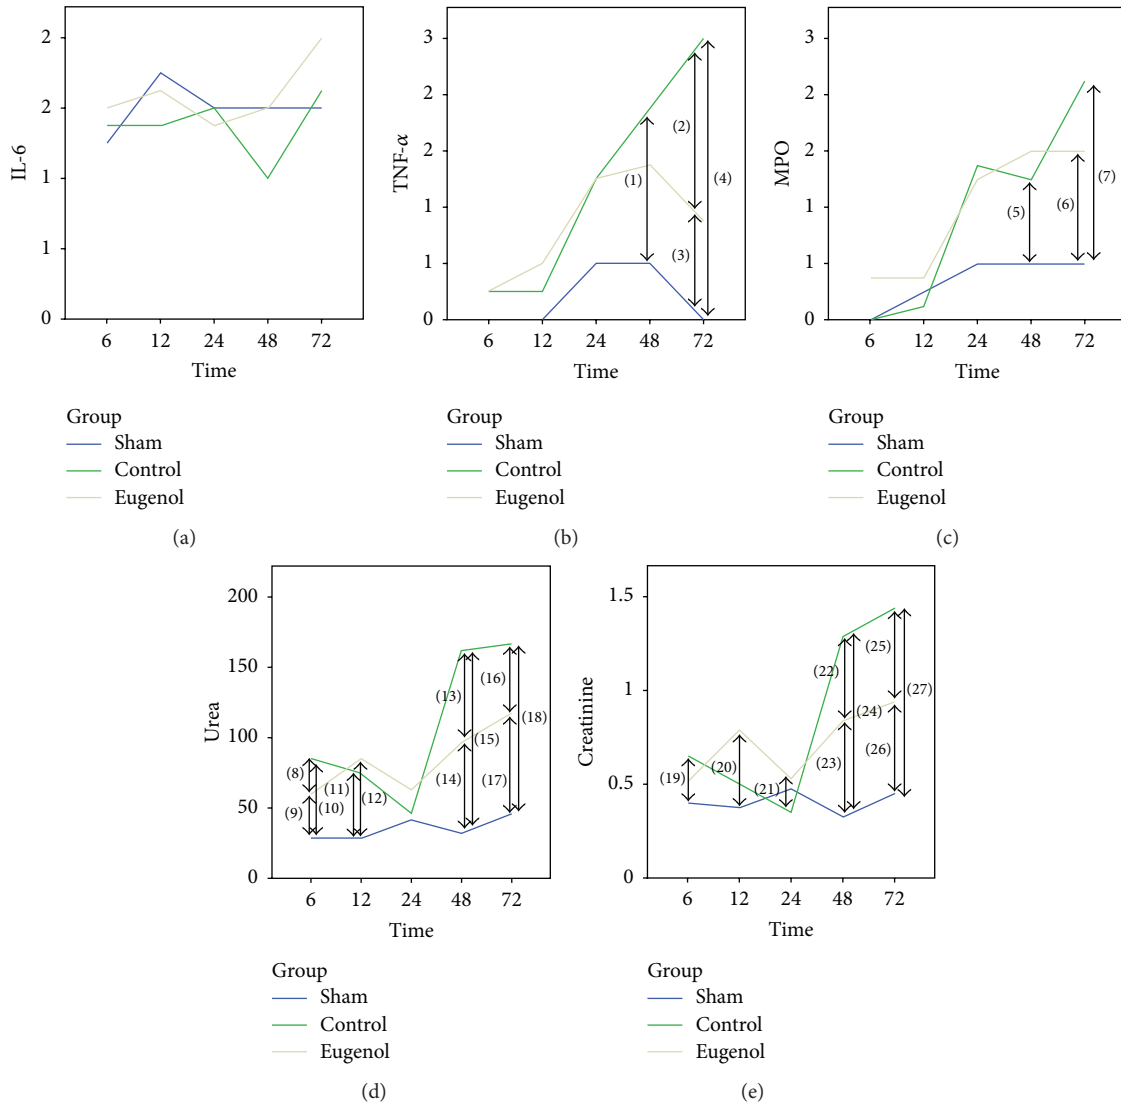 IL-6
2
2
1
1
0
6 12 24 48 72
Time
Group
Sham
Control
Eugenol
(a)
TNF-α
3
2
2
1
1
0
(1)
(2)
(3)
(4)
6 12 24 48 72
Time
Group
Sham
Control
Eugenol
(b)
MPO
3
2
2
1
1
0
(5)
(6)
(7)
6 12 24 48 72
Time
Group
Sham
Control
Eugenol
(c)
Urea
200
150
100
50
0
(8)
(9)
(10)
(11)
(12)
(13)
(14)
(15)
(16)
(17)
(18)
6 12 24 48 72
Time
Group
Sham
Control
Eugenol
(d)
Creatinine
1.5
1
0.5
0
(19)
(20)
(21)
(22)
(23)
(24)
(25)
(26)
(27)
6 12 24 48 72
Time
Group
Sham
Control
Eugenol
(e)